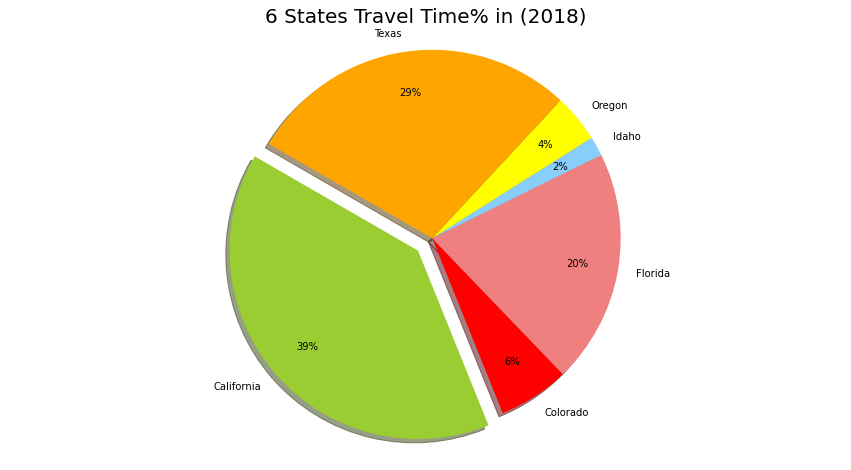 6 States Travel Time% in (2018)
Texas
29%
Oregon
4%
Idaho
2%
20%
Florida
39%
6%
California
Colorado